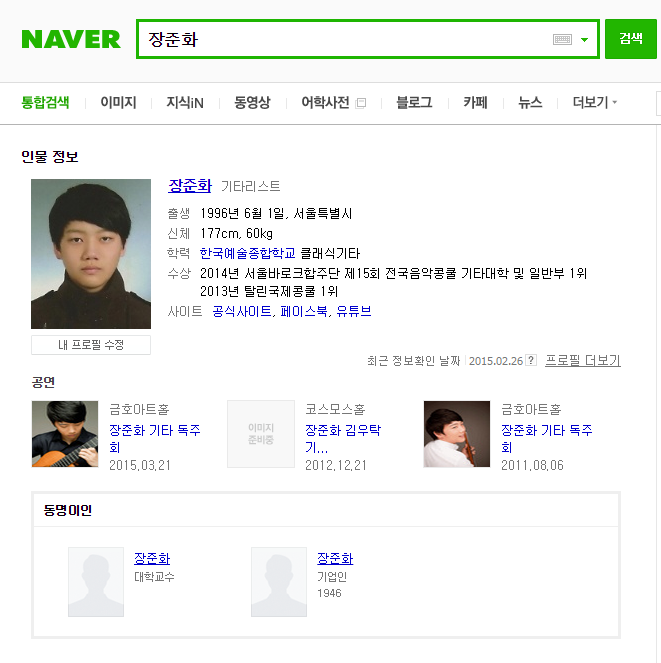 NAVER
장준화
검색
통합검색 이미지 지식iN 동영상 어학사전 블로그 카페 뉴스 더보기
인물 정보
장준화 기타리스트
출생 1996년 6월 1일, 서울특별시
신체 177cm, 60kg
학력 한국예술종합학교 클래식기타
수상 2014년 서울바로크합주단 제15회 전국음악콩쿨 기타대학 및 일반부 1위
2013년 탈린국제콩쿨 1위
사이트 공식사이트, 페이스북, 유튜브
내 프로필 수정
최근 정보확인 날짜 2015.02.26 ? 프로필 더보기
공연
금호아트홀
장준화 기타 독주
회
2015.03.21
이미지
준비중
코스모스홀
장준화 김우탁
기...
2012.12.21
금호아트홀
장준화 기타 독주
회
2011.08.06
동명이인
장준화
대학교수
장준화
기업인
1946